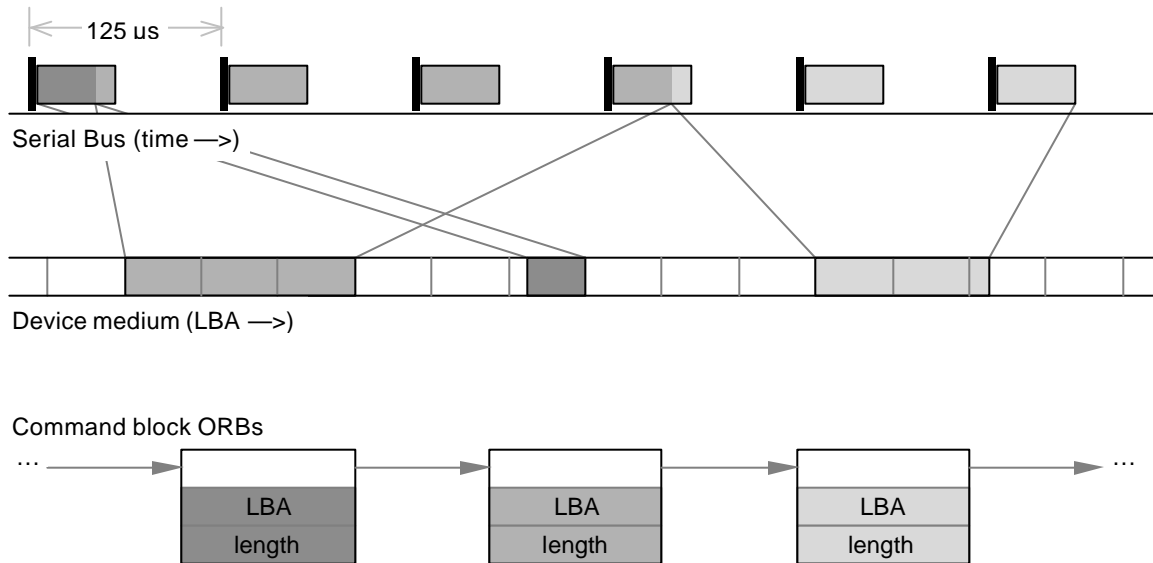 125 us
Serial Bus (time —>)
Device medium (LBA —>)
Command block ORBs
… …
LBA LBA LBA
length length length